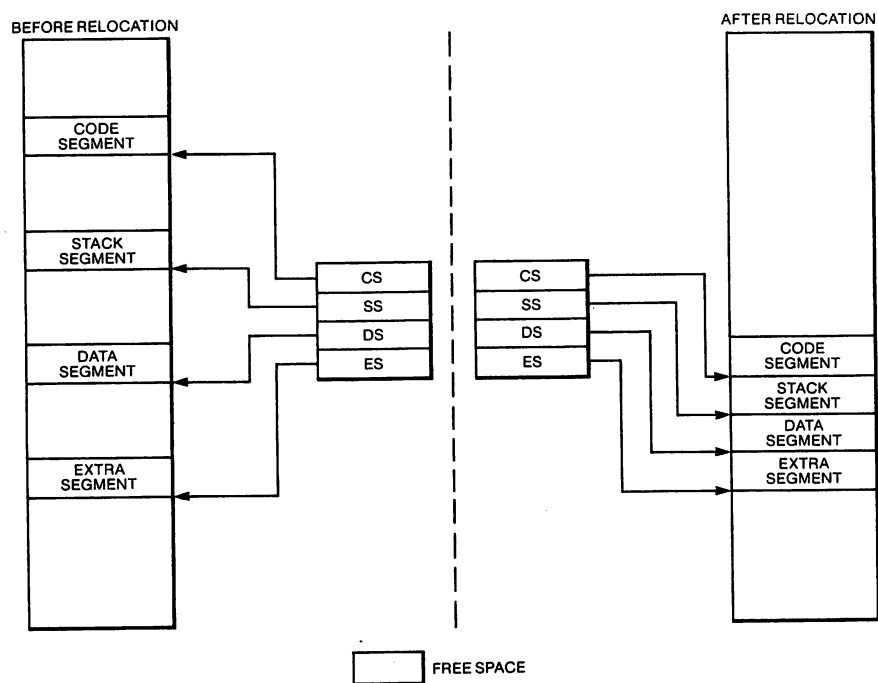 BEFORE RELOCATION
CODE
SEGMENT
STACK
SEGMENT
DATA
SEGMENT
EXTRA
SEGMENT
CS
SS
DS
ES
AFTER RELOCATION
CS
SS
DS
ES
CODE
SEGMENT
STACK
SEGMENT
DATA
SEGMENT
EXTRA
SEGMENT
FREE SPACE